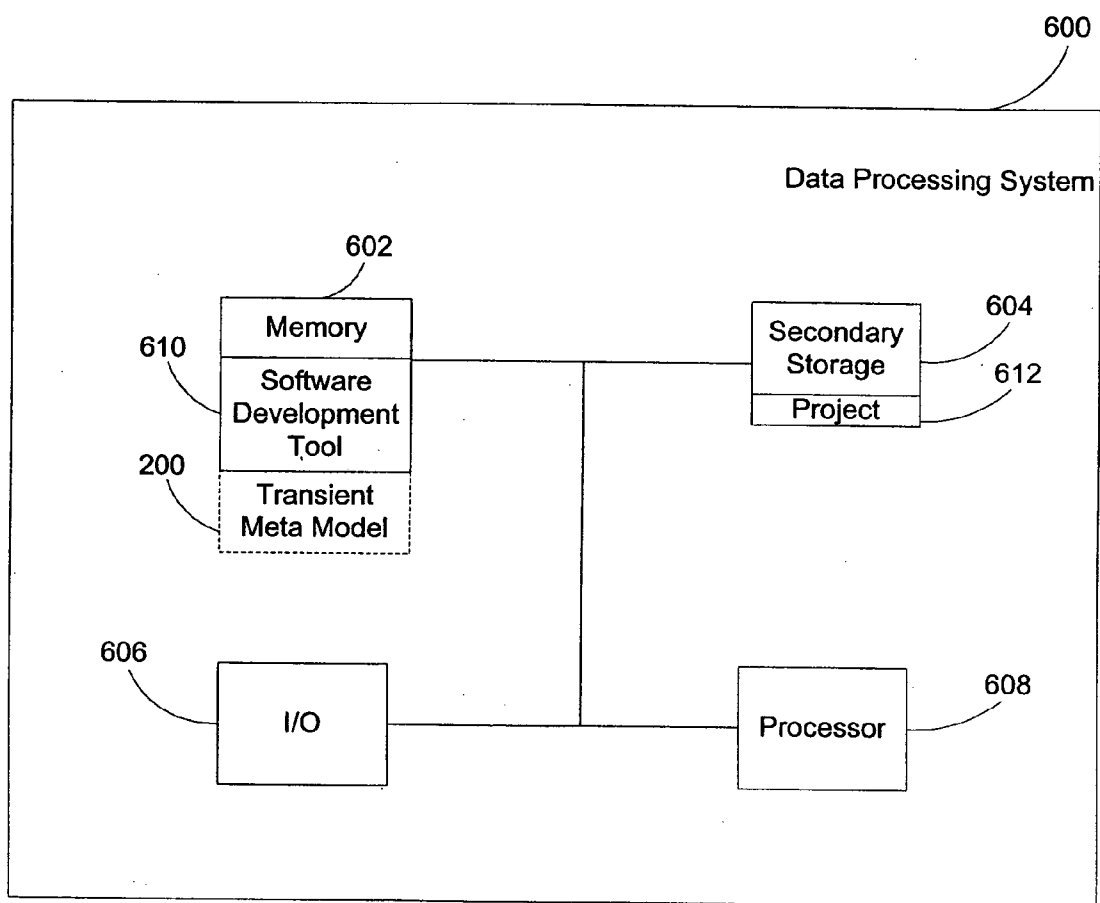 600
Data Processing System
602
Memory
610
Software
Development
Tool
200
Transient
Meta Model
Secondary
Storage
604
612
Project
606
I/O
Processor
608